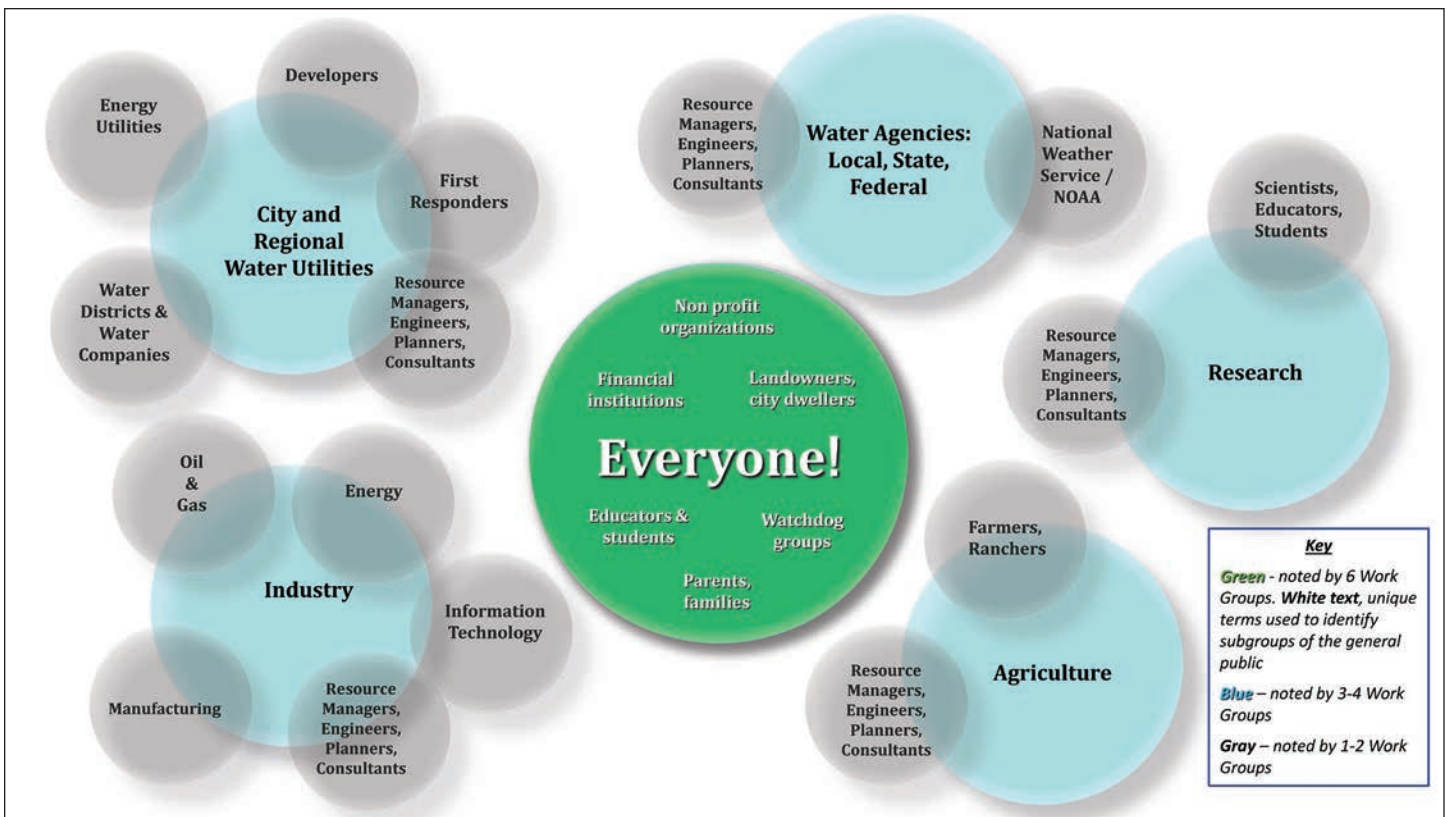 Energy
Utilities
Developers
First
Responders
City and
Regional
Water Utilities
Water
Districts &
Water
Companies
Resource
Managers,
Engineers,
Planners,
Consultants
Resource
Managers,
Engineers,
Planners,
Consultants
Water Agencies:
Local, State,
Federal
National
Weather
Service /
NOAA
Scientists,
Educators,
Students
Resource
Managers,
Engineers,
Planners,
Consultants
Research
Non profit
organizations
Financial
institutions
Landowners,
city dwellers
Everyone!
Educators &
students
Watchdog
groups
Parents,
families
Oil
&
Gas
Energy
Industry
Information
Technology
Manufacturing
Resource
Managers,
Engineers,
Planners,
Consultants
Farmers,
Ranchers
Agriculture
Resource
Managers,
Engineers,
Planners,
Consultants
Key
Green - noted by 6 Work
Groups. White text, unique
terms used to identify
subgroups of the general
public
Blue – noted by 3-4 Work
Groups
Gray – noted by 1-2 Work
Groups